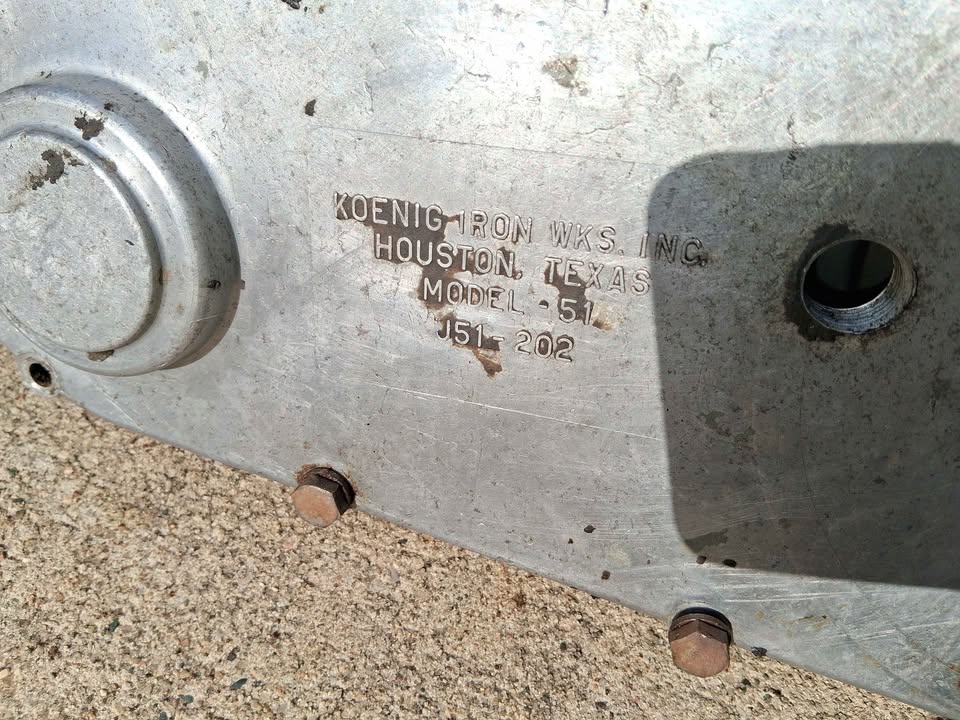 KOENIG IRON WKS. INC.
HOUSTON, TEXAS
MODEL - 51
J51-202